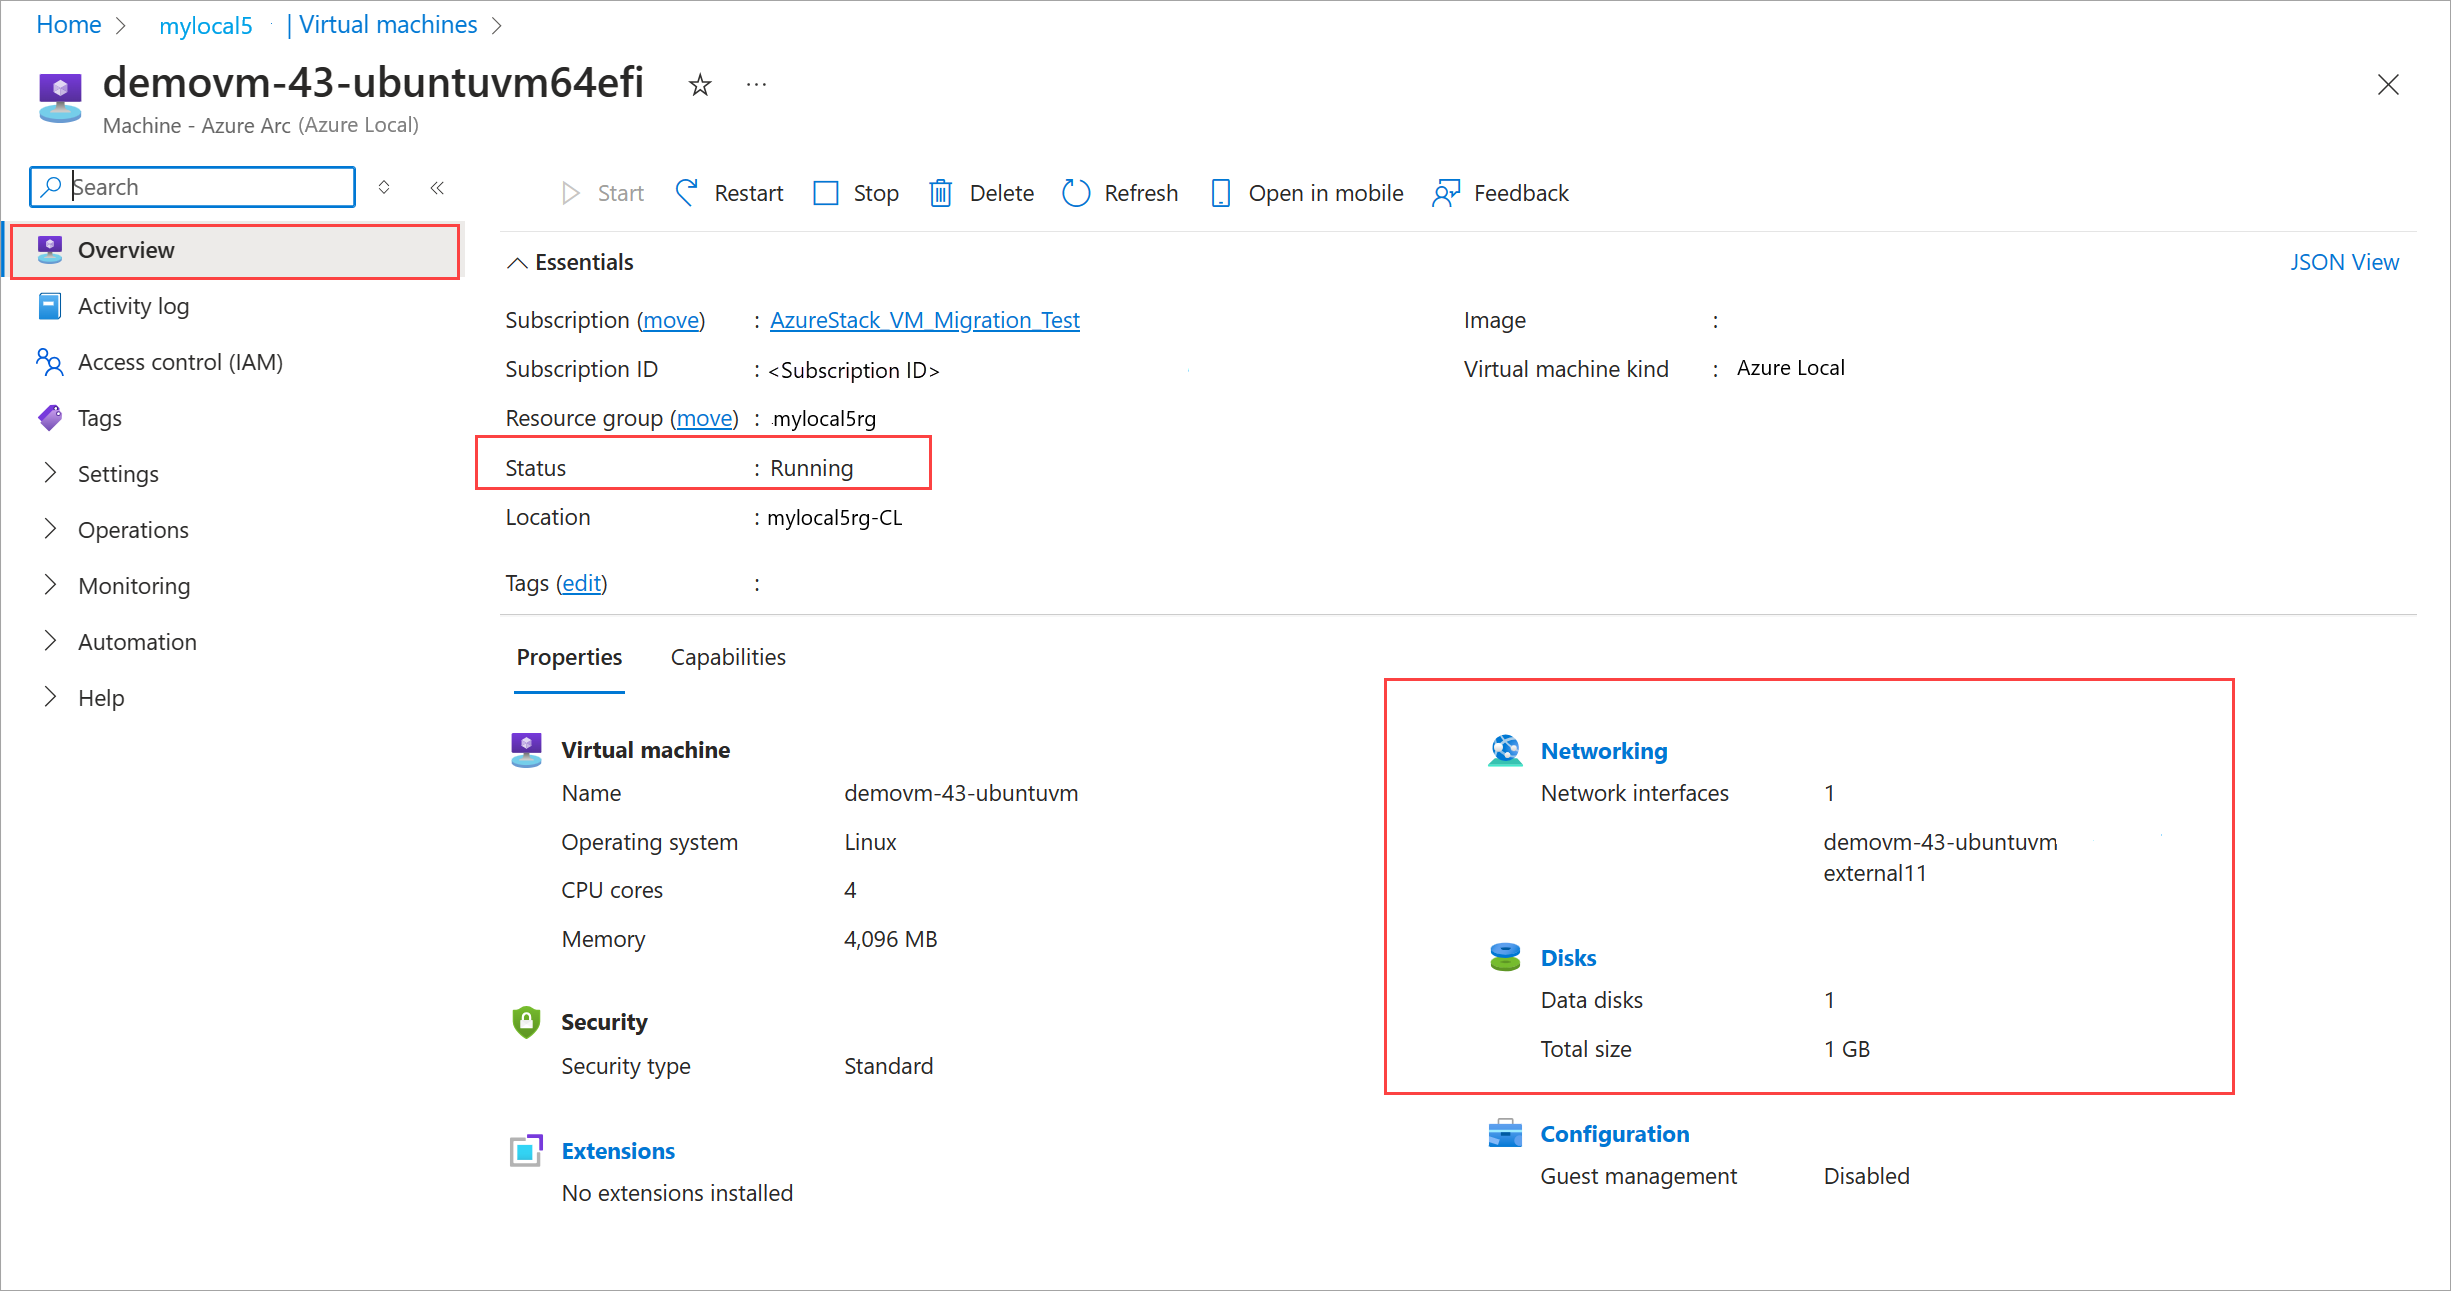 Home > mylocal5 | Virtual machines >
demovm-43-ubuntuvm64efi ☆ ···
Machine - Azure Arc (Azure Local)
Search
Start Restart Stop Delete Refresh Open in mobile Feedback
Overview
Activity log
Access control (IAM)
Tags
Settings
Operations
Monitoring
Automation
Help
Essentials
JSON View
Subscription (move) : AzureStack_VM_Migration_Test
Subscription ID : <Subscription ID>
Resource group (move) : mylocal5rg
Status : Running
Location : mylocal5rg-CL
Tags (edit) :
Image :
Virtual machine kind : Azure Local
Properties Capabilities
Virtual machine
Name demovm-43-ubuntuvm
Operating system Linux
CPU cores 4
Memory 4,096 MB
Security
Security type Standard
Extensions
No extensions installed
Networking
Network interfaces 1
demovm-43-ubuntuvm
external11
Disks
Data disks 1
Total size 1 GB
Configuration
Guest management Disabled